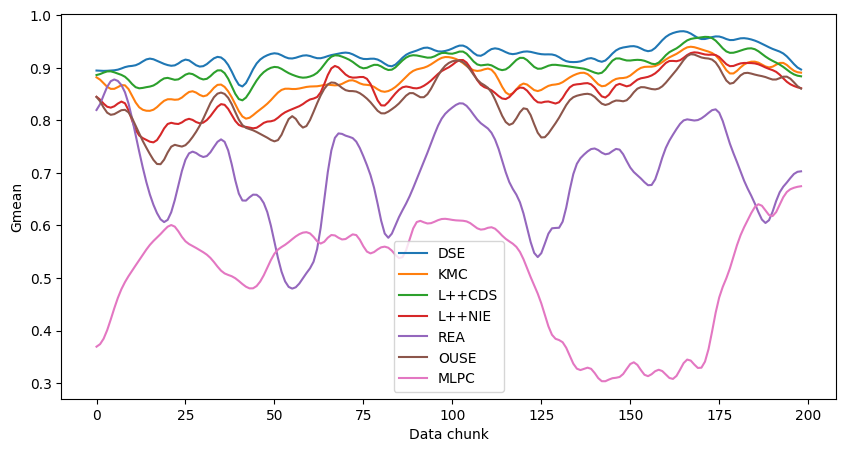 1.0
0.9
0.8
0.7
0.6
0.5
0.4
0.3
Gmean
DSE
KMC
L++CDS
L++NIE
REA
OUSE
MLPC
0 25 50 75 100 125 150 175 200
Data chunk